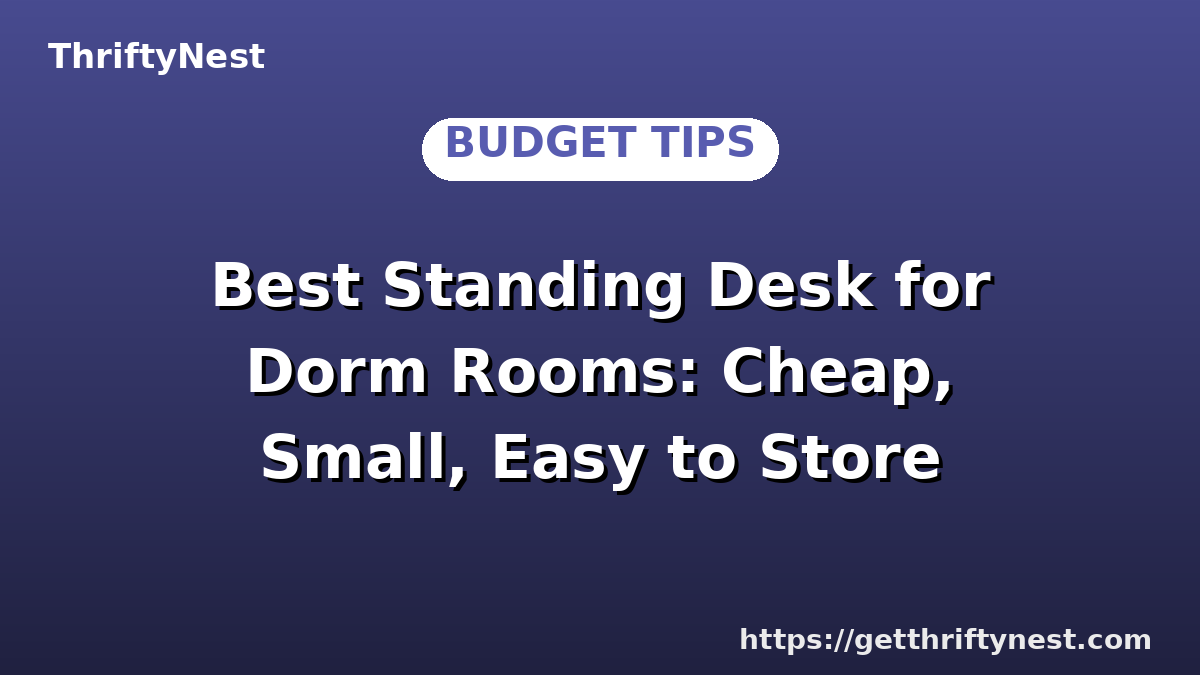 ThriftyNest
BUDGET TIPS
Best Standing Desk for
Dorm Rooms: Cheap,
Small, Easy to Store
https://getthriftynest.com